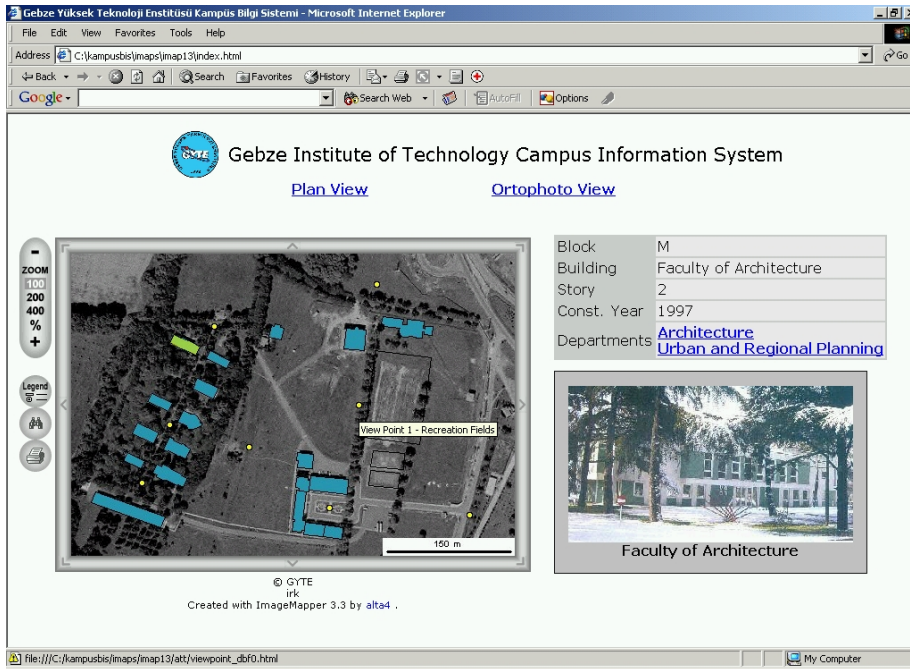 Gebze Yüksek Teknoloji Enstitüsü Kampüs Bilgi Sistemi - Microsoft Internet Explorer
File Edit View Favorites Tools Help
Address C:\kampusbis\imaps\imap13\index.html Go
Back Search Favorites History
Google Search Web AutoFill Options
GYTE
Gebze Institute of Technology Campus Information System
Plan View Ortophoto View
ZOOM
100
200
400
%
Legend
View Point 1 - Recreation Fields
150 m
Block M
Building Faculty of Architecture
Story 2
Const. Year 1997
Departments Architecture
Urban and Regional Planning
Faculty of Architecture
© GYTE
irk
Created with ImageMapper 3.3 by alta4 .
file:///C:/kampusbis/imaps/imap13/att/viewpoint_dbf0.html My Computer